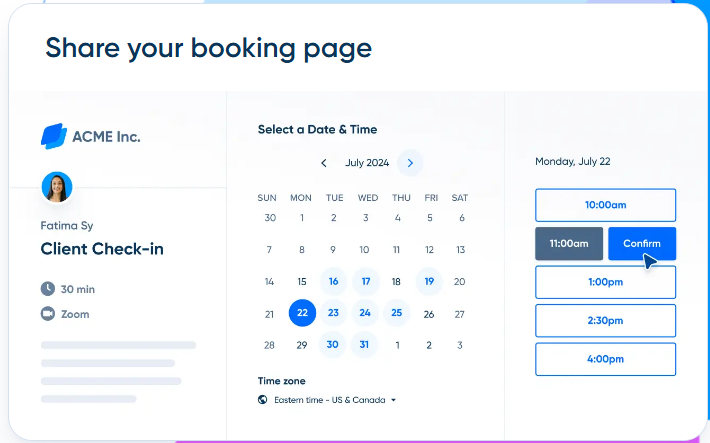 Share your booking page
ACME Inc.
Fatima Sy
Client Check-in
30 min
Zoom
Select a Date & Time
July 2024
SUN MON TUE WED THU FRI SAT
30 1 2 3 4 5 6
7 8 9 10 11 12 13
14 15 16 17 18 19 20
21 22 23 24 25 26 27
28 29 30 31 1 2 3
Time zone
Eastern time - US & Canada
Monday, July 22
10:00am
11:00am Confirm
1:00pm
2:30pm
4:00pm